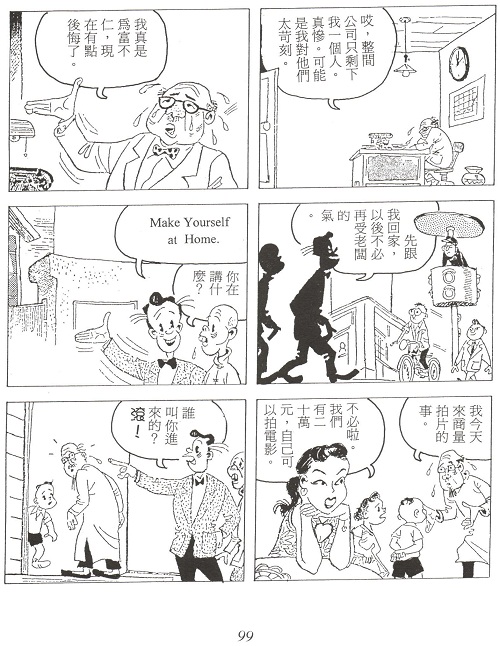 哎，整間
公司只剩下
我一個人。
真慘。可能
是我對他們
太苛刻。
我真是
為富不
仁，現
在有點
後悔了。
先跟
我回家，
以後不必
再受老闆
的
氣。
Make Yourself
at Home.
你在
講什
麼？
我今天
來商量
拍片的
事。
不必啦。
我們
有二
十萬
元，自己可
以拍電影。
誰
叫你進
來的？
滾！
99